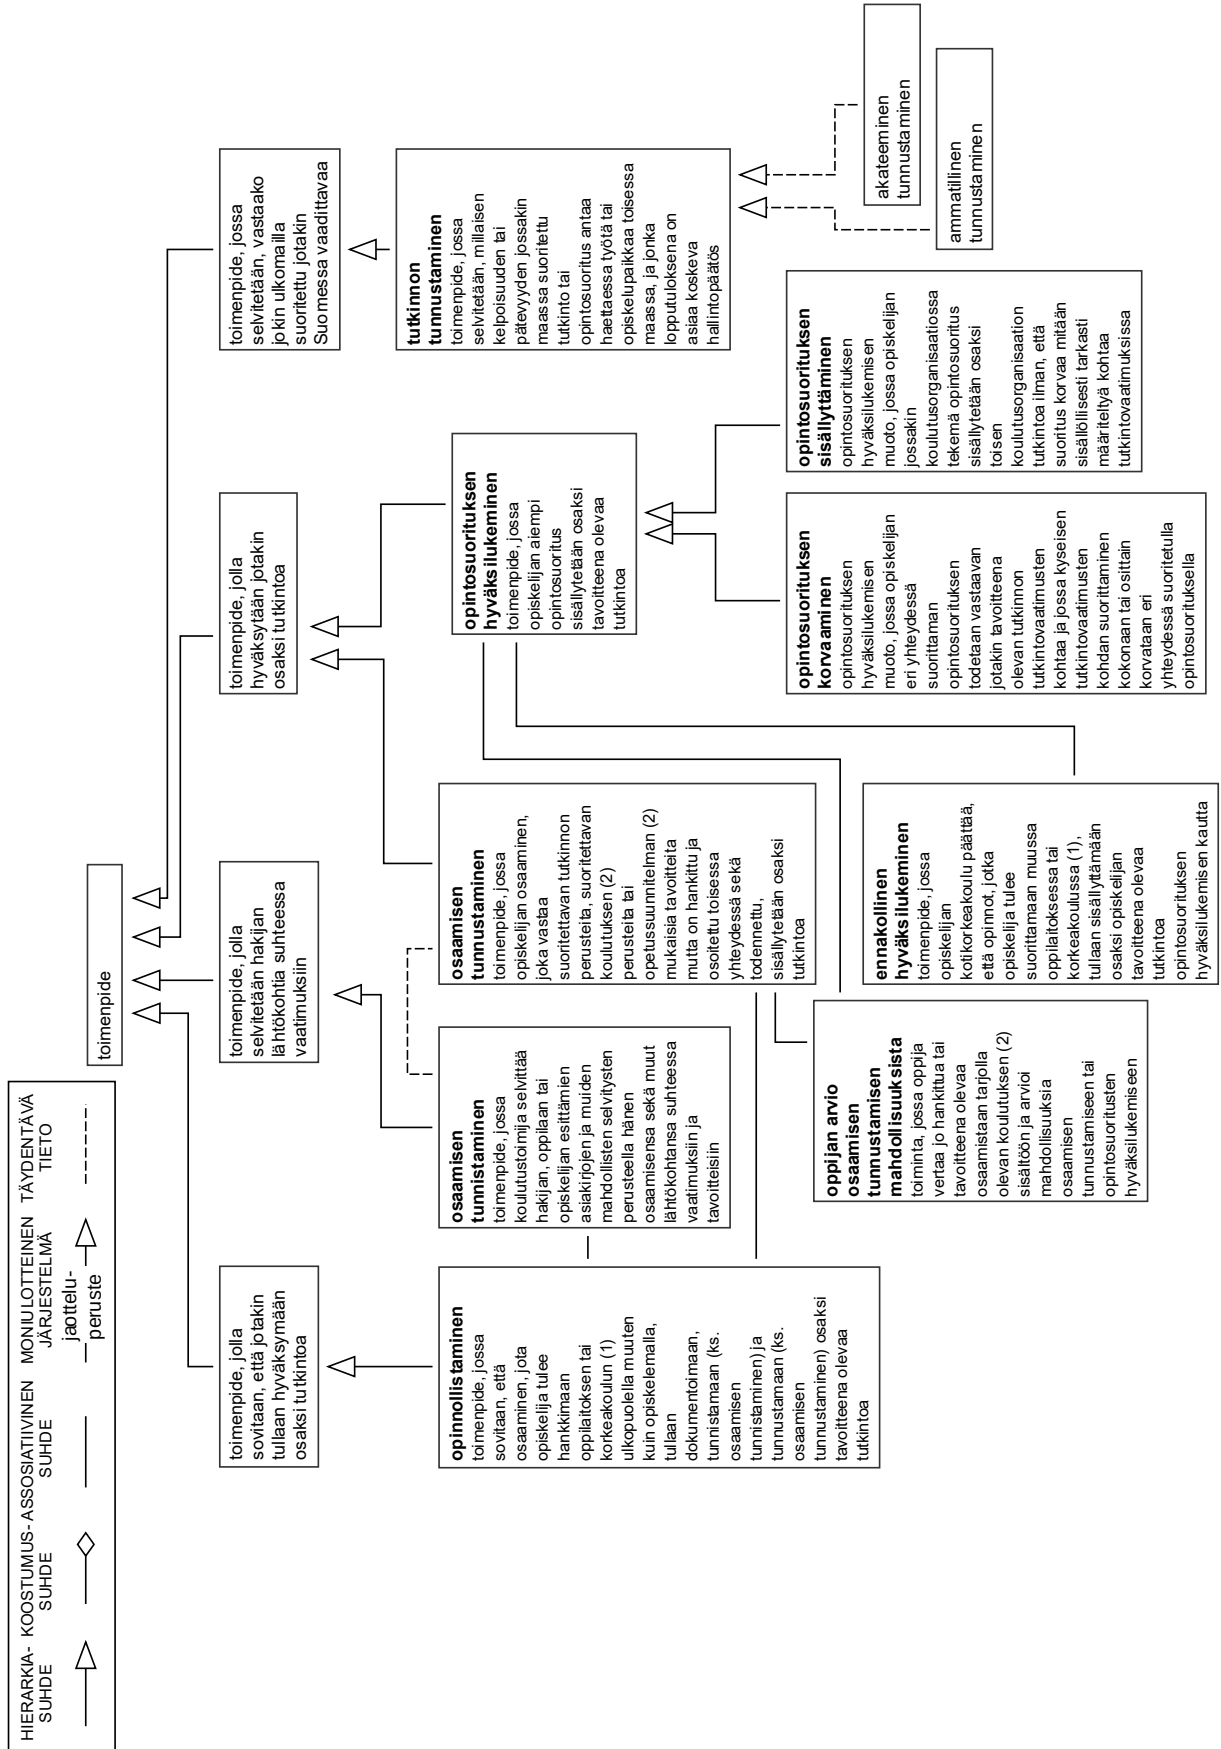 HIERARKIA-
SUHDE
KOOSTUMUS-
SUHDE
ASSOSIATIIVINEN
SUHDE
MONIULOTTEINEN
JÄRJESTELMÄ
jaottelu-
peruste
TÄYDENTÄVÄ
TIETO
toimenpide
toimenpide, jolla
sovitaan, että jotakin
tullaan hyväksymään
osaksi tutkintoa
toimenpide, jolla
selvitetään hakijan
lähtökohtia suhteessa
vaatimuksiin
toimenpide, jolla
hyväksytään jotakin
osaksi tutkintoa
toimenpide, jossa
selvitetään, vastaako
jokin ulkomailla
suoritettu jotakin
Suomessa vaadittavaa
opinnollistaminen
toimenpide, jossa
sovitaan, että
osaaminen, jota
opiskelija tulee
hankkimaan
oppilaitoksen tai
korkeakoulun (1)
ulkopuolella muuten
kuin opiskelemalla,
tullaan
dokumentoimaan,
tunnistamaan (ks.
osaamisen
tunnistaminen) ja
tunnustamaan (ks.
osaamisen
tunnustaminen) osaksi
tavoitteena olevaa
tutkintoa
osaamisen
tunnistaminen
toimenpide, jossa
koulutustoimija selvittää
hakijan, oppilaan tai
opiskelijan esittämien
asiakirjojen ja muiden
mahdollisten selvitysten
perusteella hänen
osaamisensa sekä muut
lähtökohtansa suhteessa
vaatimuksiin ja
tavoitteisiin
osaamisen
tunnustaminen
toimenpide, jossa
opiskelijan osaaminen,
joka vastaa
suoritettavan tutkinnon
perusteita, suoritettavan
koulutuksen (2)
perusteita tai
opetussuunnitelman (2)
mukaisia tavoitteita
mutta on hankittu ja
osoitettu toisessa
yhteydessä sekä
todennettu,
sisällytetään osaksi
tutkintoa
opintosuorituksen
hyväksilukeminen
toimenpide, jossa
opiskelijan aiempi
opintosuoritus
sisällytetään osaksi
tavoitteena olevaa
tutkintoa
tutkinnon
tunnustaminen
toimenpide, jossa
selvitetään, millaisen
kelpoisuuden tai
pätevyyden jossakin
maassa suoritettu
tutkinto tai
opintosuoritus antaa
haettaessa työtä tai
opiskelupaikkaa toisessa
maassa, ja jonka
lopputuloksena on
asiaa koskeva
hallintopäätös
oppijan arvio
osaamisen
tunnustamisen
mahdollisuuksista
toiminta, jossa oppija
vertaa jo hankittua tai
tavoitteena olevaa
osaamistaan tarjolla
olevan koulutuksen (2)
sisältöön ja arvioi
mahdollisuuksia
osaamisen
tunnustamiseen tai
opintosuoritusten
hyväksilukemiseen
ennakollinen
hyväksilukeminen
toimenpide, jossa
opiskelijan
kotikorkeakoulu päättää,
että opinnot, jotka
opiskelija tulee
suorittamaan muussa
oppilaitoksessa tai
korkeakoulussa (1),
tullaan sisällyttämään
osaksi opiskelijan
tavoitteena olevaa
tutkintoa
opintosuorituksen
hyväksilukemisen kautta
opintosuorituksen
korvaaminen
opintosuorituksen
hyväksilukemisen
muoto, jossa opiskelijan
eri yhteydessä
suorittaman
opintosuorituksen
todetaan vastaavan
jotakin tavoitteena
olevan tutkinnon
tutkintovaatimusten
kohtaa ja jossa kyseisen
tutkintovaatimusten
kohdan suorittaminen
kokonaan tai osittain
korvataan eri
yhteydessä suoritetulla
opintosuorituksella
opintosuorituksen
sisällyttäminen
opintosuorituksen
hyväksilukemisen
muoto, jossa opiskelijan
jossakin
koulutusorganisaatiossa
tekemä opintosuoritus
sisällytetään osaksi
toisen
koulutusorganisaation
tutkintoa ilman, että
suoritus korvaa mitään
sisällöllisesti tarkasti
määriteltyä kohtaa
tutkintovaatimuksissa
akateeminen
tunnustaminen
ammatillinen
tunnustaminen